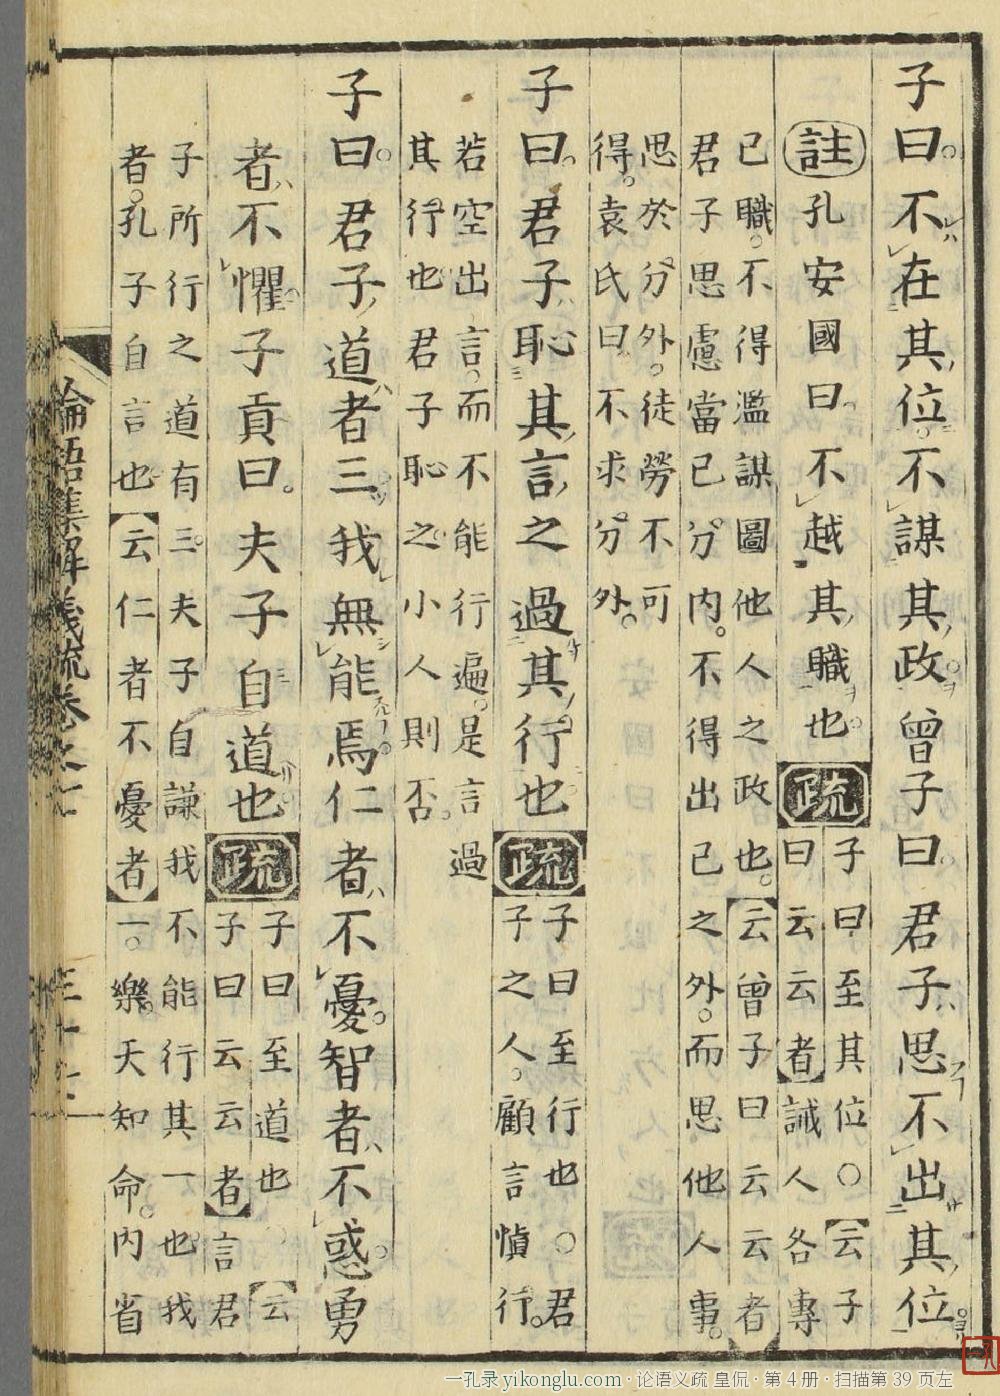 子曰不在其位不謀其政曾子曰君子思不出其位
註孔安國曰不越其職也疏子曰至其位○云子
曰云云者誡人各專
已職不得濫謀圖他人之政也云曾子曰云云者
君子思慮當已分内不得出已之外而思他人事
思於分外徒勞不可
得袁氏曰不求分外
子曰君子恥其言之過其行也疏子曰至行也○君
子之人顧言慎行
若空出言而不能行遍是言過
其行也君子恥之小人則否
子曰君子道者三我無能焉仁者不憂智者不惑勇
者不懼子貢曰夫子自道也疏子曰至道也○云
子曰云云者言君
子所行之道有三夫子自謙我不能行其一也我
者孔子自言也云仁者不憂者一樂天知命内省
論語集解義疏卷之七
一孔录 yikonglu.com · 论语义疏 皇侃 · 第 4 册 · 扫描第 39 页左